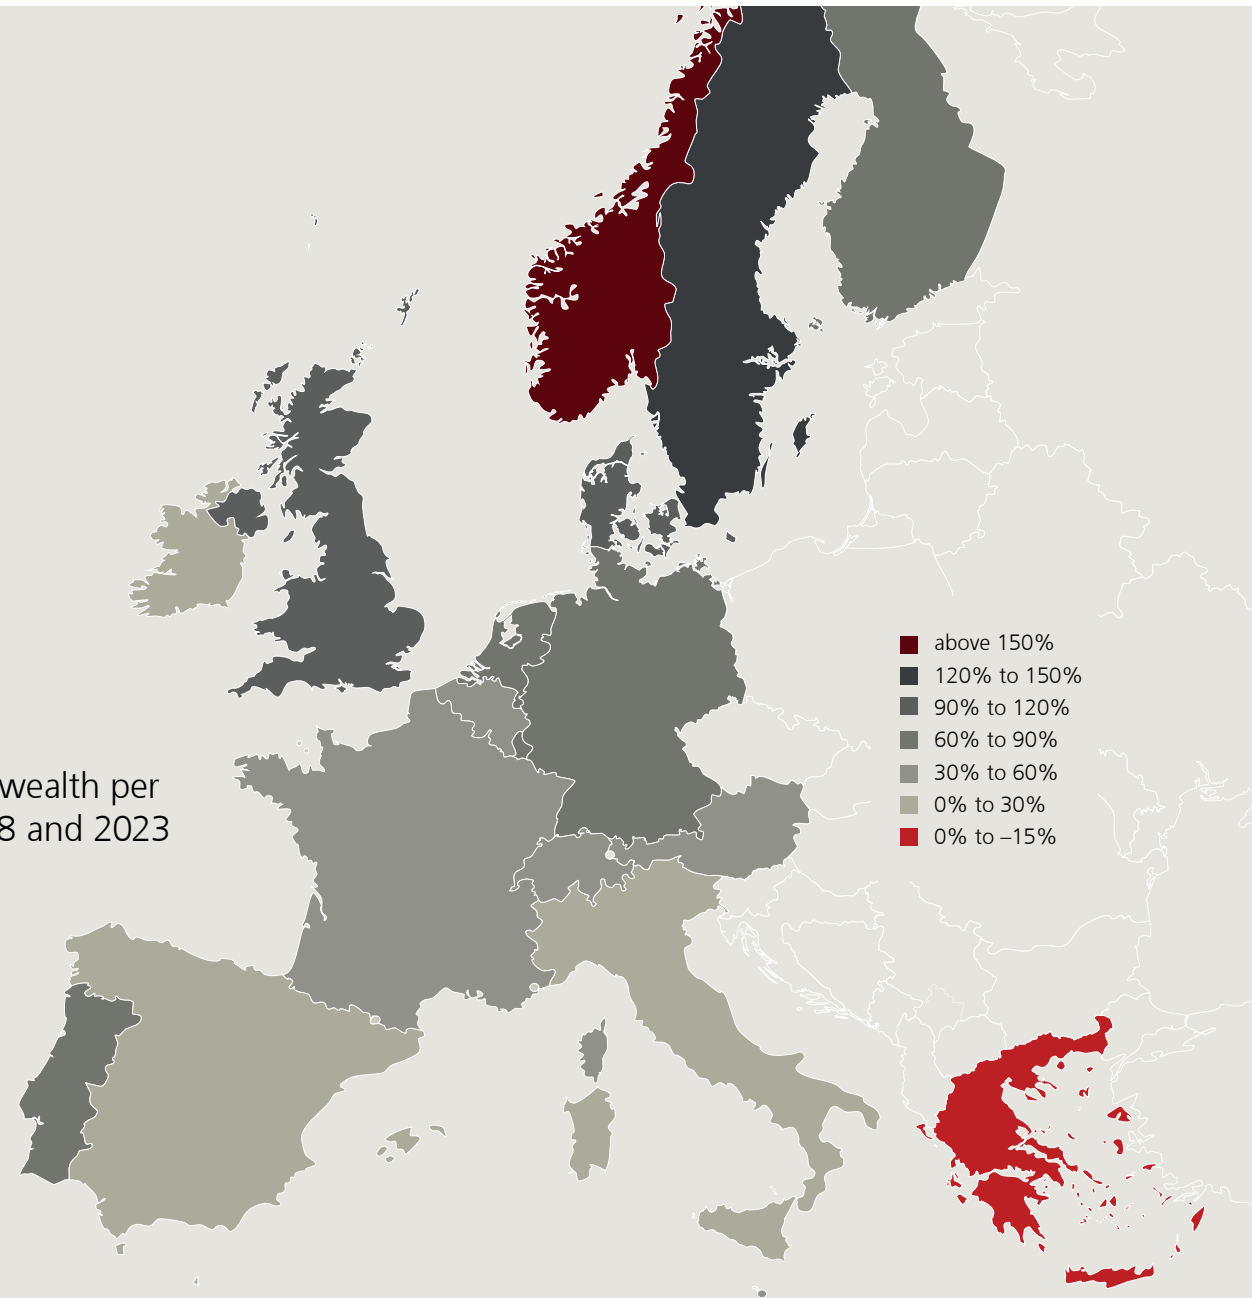 wealth per
8 and 2023
above 150%
120% to 150%
90% to 120%
60% to 90%
30% to 60%
0% to 30%
0% to –15%